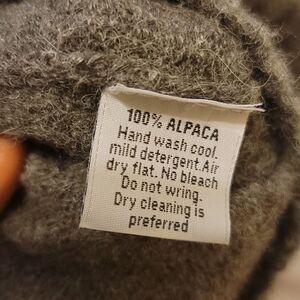 100% ALPACA
Hand wash cool.
mild detergent.Air
dry flat. No bleach
Do not wring.
Dry cleaning is
preferred